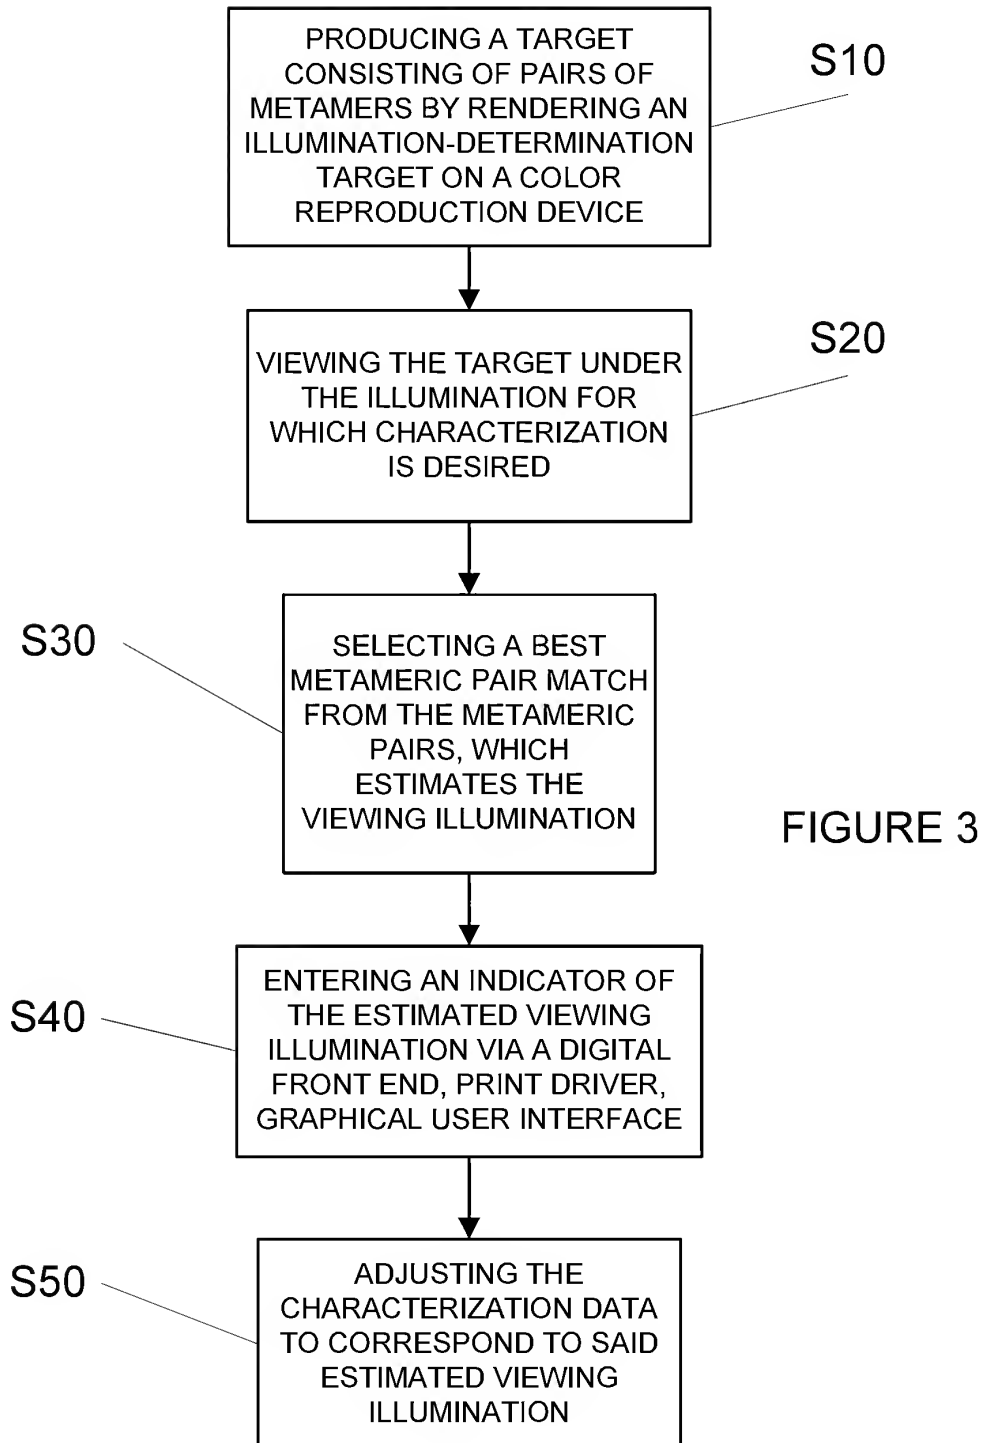 PRODUCING A TARGET
CONSISTING OF PAIRS OF
METAMERS BY RENDERING AN
ILLUMINATION-DETERMINATION
TARGET ON A COLOR
REPRODUCTION DEVICE
S10
VIEWING THE TARGET UNDER
THE ILLUMINATION FOR
WHICH CHARACTERIZATION
IS DESIRED
S20
S30
SELECTING A BEST
METAMERIC PAIR MATCH
FROM THE METAMERIC
PAIRS, WHICH
ESTIMATES THE
VIEWING ILLUMINATION
FIGURE 3
S40
ENTERING AN INDICATOR OF
THE ESTIMATED VIEWING
ILLUMINATION VIA A DIGITAL
FRONT END, PRINT DRIVER,
GRAPHICAL USER INTERFACE
S50
ADJUSTING THE
CHARACTERIZATION DATA
TO CORRESPOND TO SAID
ESTIMATED VIEWING
ILLUMINATION